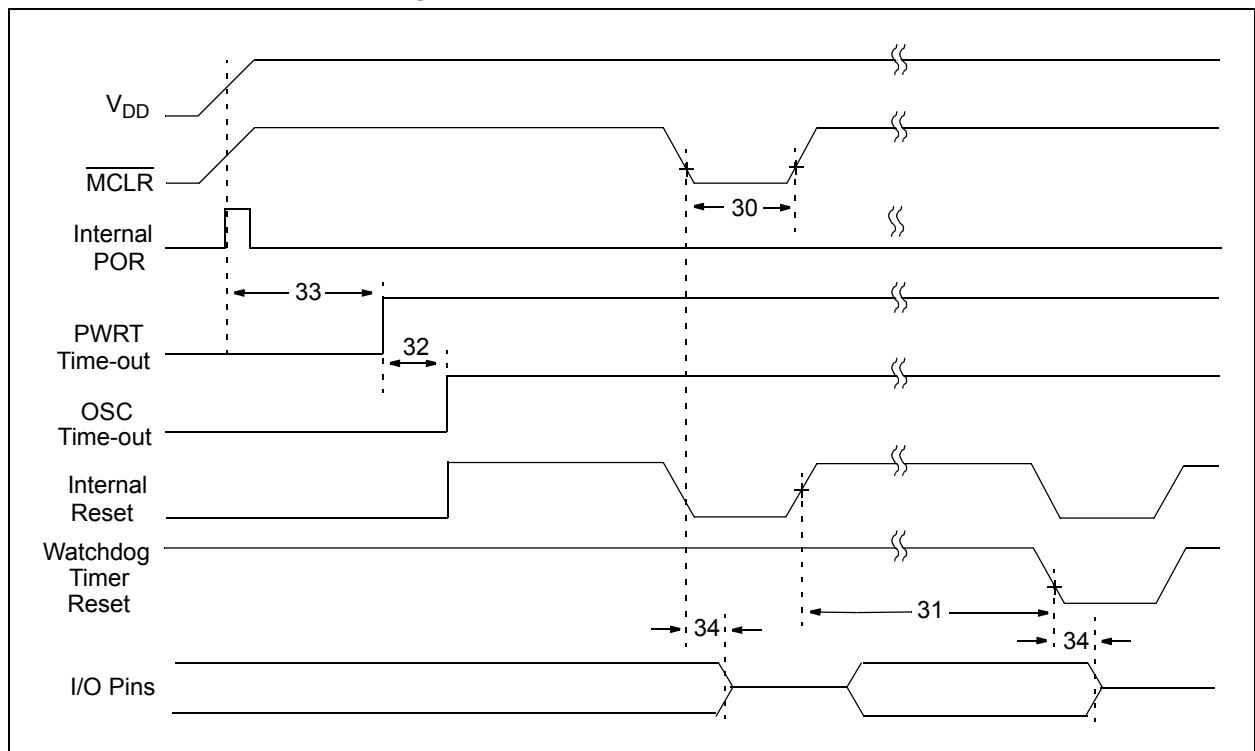 VDD
MCLR
30
Internal
POR
33
PWRT
Time-out
32
OSC
Time-out
Internal
Reset
Watchdog
Timer
Reset
31
34
34
I/O Pins